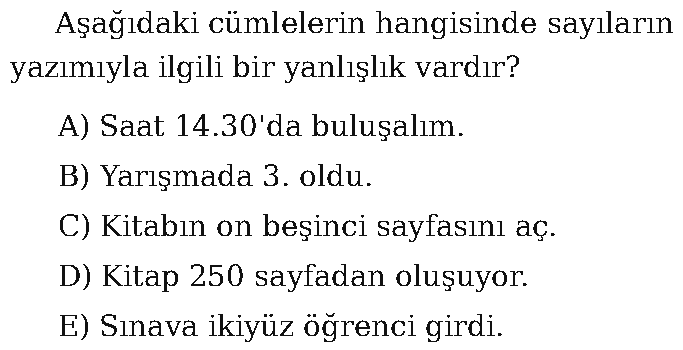 Aşağıdaki cümlelerin hangisinde sayıların
yazımıyla ilgili bir yanlışlık vardır?
A) Saat 14.30'da buluşalım.
B) Yarışmada 3. oldu.
C) Kitabın on beşinci sayfasını aç.
D) Kitap 250 sayfadan oluşuyor.
E) Sınava ikiyüz öğrenci girdi.